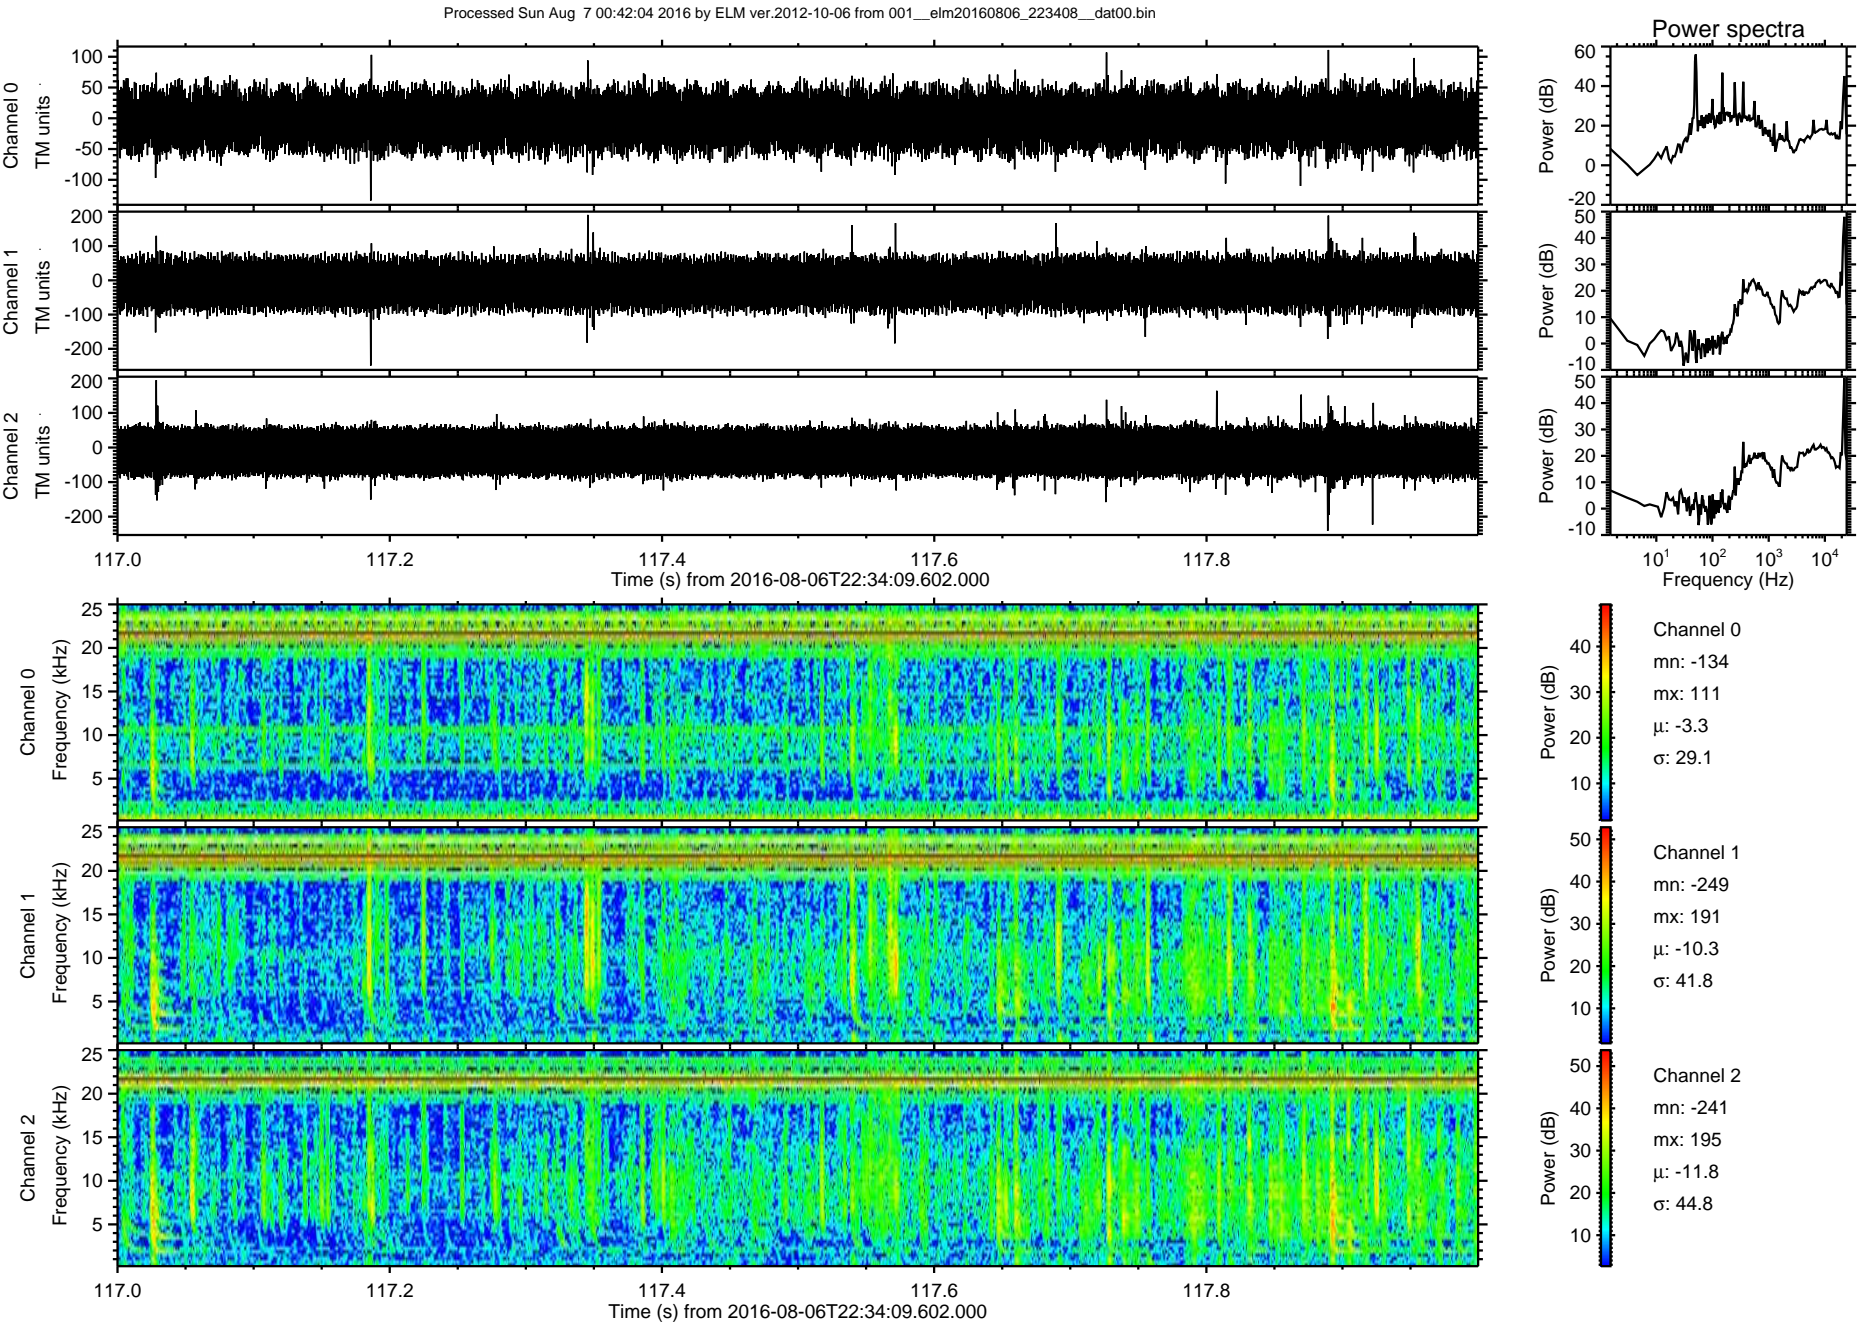 Processed Sun Aug  7 00:42:04 2016 by ELM ver.2012-10-06 from 001__elm20160806_223408__dat00.bin
Power spectra
Channel 0
TM units
100
50
0
-50
-100
Power (dB)
60
40
20
0
-20
Channel 1
TM units
200
100
0
-100
-200
Power (dB)
50
40
30
20
10
0
-10
Channel 2
TM units
200
100
0
-100
-200
Power (dB)
50
40
30
20
10
0
-10
117.0 117.2 117.4 117.6 117.8
Time (s) from 2016-08-06T22:34:09.602.000
10^1 10^2 10^3 10^4
Frequency (Hz)
Channel 0
Frequency (kHz)
25
20
15
10
5
Power (dB)
40
30
20
10
Channel 0
mn: -134
mx: 111
μ: -3.3
σ: 29.1
Channel 1
Frequency (kHz)
25
20
15
10
5
Power (dB)
50
40
30
20
10
Channel 1
mn: -249
mx: 191
μ: -10.3
σ: 41.8
Channel 2
Frequency (kHz)
25
20
15
10
5
Power (dB)
50
40
30
20
10
Channel 2
mn: -241
mx: 195
μ: -11.8
σ: 44.8
117.0 117.2 117.4 117.6 117.8
Time (s) from 2016-08-06T22:34:09.602.000